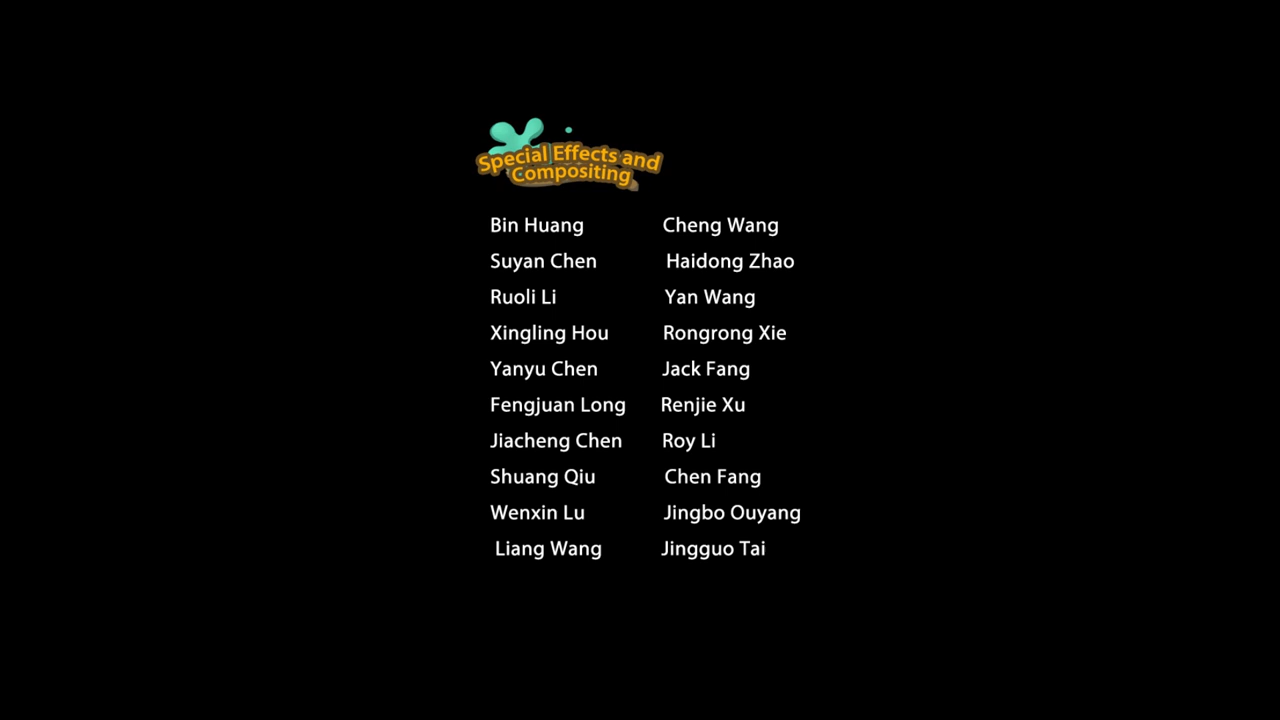 Special Effects and
Compositing
Bin Huang Cheng Wang
Suyan Chen Haidong Zhao
Ruoli Li Yan Wang
Xingling Hou Rongrong Xie
Yanyu Chen Jack Fang
Fengjuan Long Renjie Xu
Jiacheng Chen Roy Li
Shuang Qiu Chen Fang
Wenxin Lu Jingbo Ouyang
Liang Wang Jingguo Tai